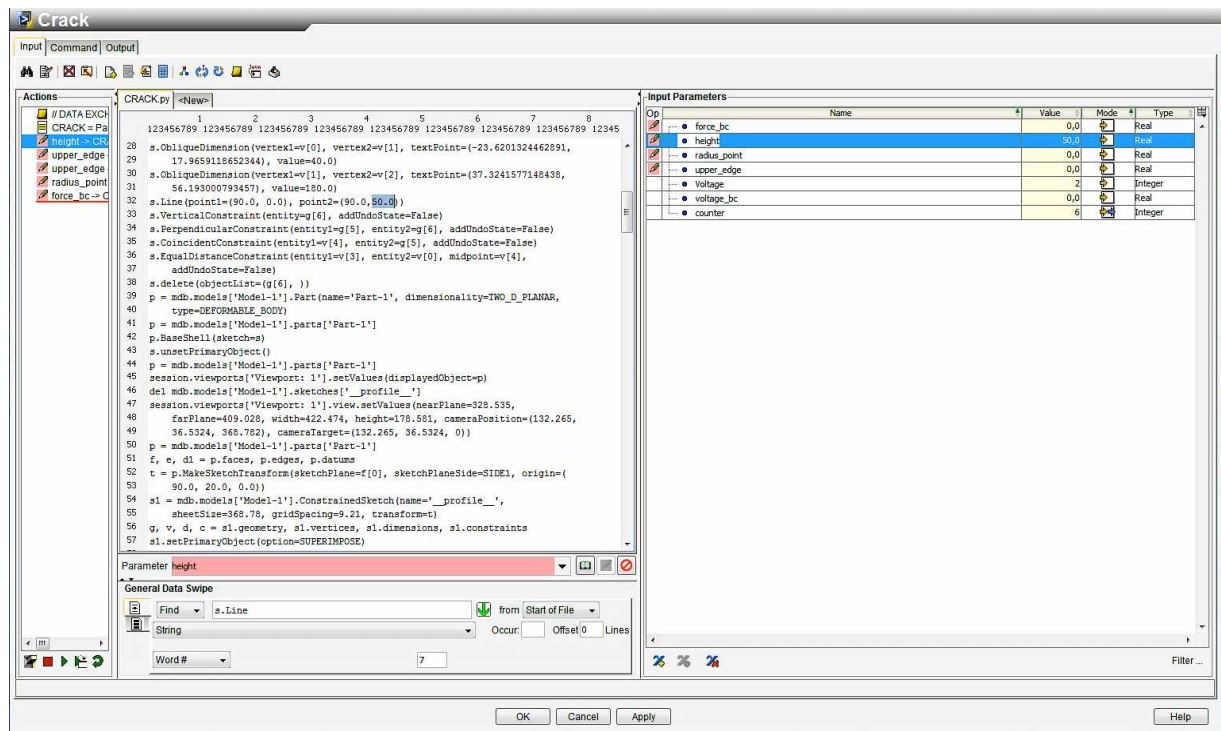 Crack
Input Command Output
Actions
// DATA EXCH
CRACK = Pa
height -> CRA
upper_edge
upper_edge
radius_point
force_bc -> C
CRACK.py <New>
1 2 3 4 5 6 7 8
123456789 123456789 123456789 123456789 123456789 123456789 123456789 123456789 12345
28 s.ObliqueDimension(vertex1=v[0], vertex2=v[1], textPoint=(-23.6201324462891,
29 17.9659118652344), value=40.0)
30 s.ObliqueDimension(vertex1=v[1], vertex2=v[2], textPoint=(37.3241577148438,
31 56.193000793457), value=180.0)
32 s.Line(point1=(90.0, 0.0), point2=(90.0,50.0))
33 s.VerticalConstraint(entity=g[6], addUndoState=False)
34 s.PerpendicularConstraint(entity1=g[5], entity2=g[6], addUndoState=False)
35 s.CoincidentConstraint(entity1=v[4], entity2=g[5], addUndoState=False)
36 s.EqualDistanceConstraint(entity1=v[3], entity2=v[0], midpoint=v[4],
37 addUndoState=False)
38 s.delete(objectList=(g[6], ))
39 p = mdb.models['Model-1'].Part(name='Part-1', dimensionality=TWO_D_PLANAR,
40 type=DEFORMABLE_BODY)
41 p = mdb.models['Model-1'].parts['Part-1']
42 p.BaseShell(sketch=s)
43 s.unsetPrimaryObject()
44 p = mdb.models['Model-1'].parts['Part-1']
45 session.viewports['Viewport: 1'].setValues(displayedObject=p)
46 del mdb.models['Model-1'].sketches['__profile__']
47 session.viewports['Viewport: 1'].view.setValues(nearPlane=328.535,
48 farPlane=409.028, width=422.474, height=178.581, cameraPosition=(132.265,
49 36.5324, 368.782), cameraTarget=(132.265, 36.5324, 0))
50 p = mdb.models['Model-1'].parts['Part-1']
51 f, e, d1 = p.faces, p.edges, p.datums
52 t = p.MakeSketchTransform(sketchPlane=f[0], sketchPlaneSide=SIDE1, origin=(
53 90.0, 20.0, 0.0))
54 s1 = mdb.models['Model-1'].ConstrainedSketch(name='__profile__',
55 sheetSize=368.78, gridSpacing=9.21, transform=t)
56 g, v, d, c = s1.geometry, s1.vertices, s1.dimensions, s1.constraints
57 s1.setPrimaryObject(option=SUPERIMPOSE)
Parameter height
General Data Swipe
Find s.Line from Start of File
String Occur: Offset 0 Lines
Word # 7
Input Parameters
Op Name Value Mode Type
force_bc 0,0 Real
height 50,0 Real
radius_point 0,0 Real
upper_edge 0,0 Real
Voltage 2 Integer
voltage_bc 0,0 Real
counter 6 Integer
Filter ...
OK Cancel Apply Help